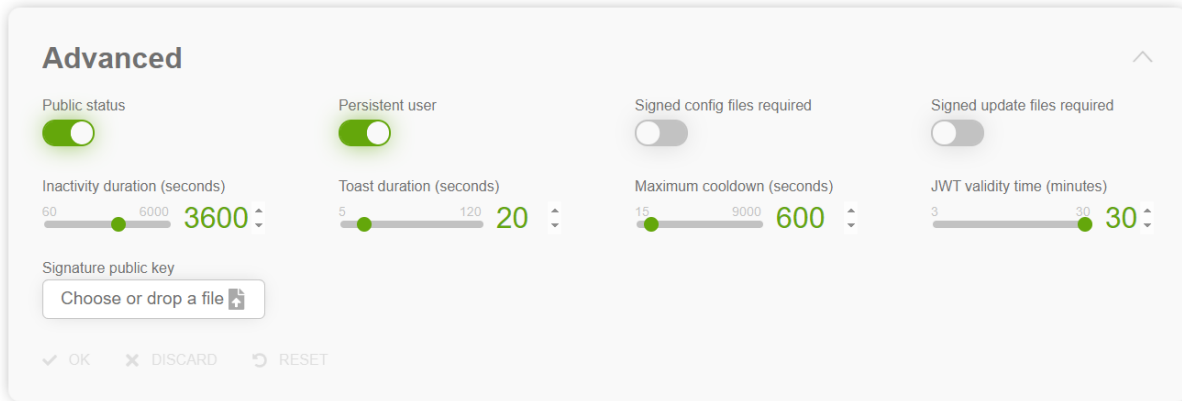 Advanced
Public status
Persistent user
Signed config files required
Signed update files required
Inactivity duration (seconds)
60 6000 3600
Toast duration (seconds)
5 120 20
Maximum cooldown (seconds)
15 9000 600
JWT validity time (minutes)
3 30 30
Signature public key
Choose or drop a file
OK DISCARD RESET